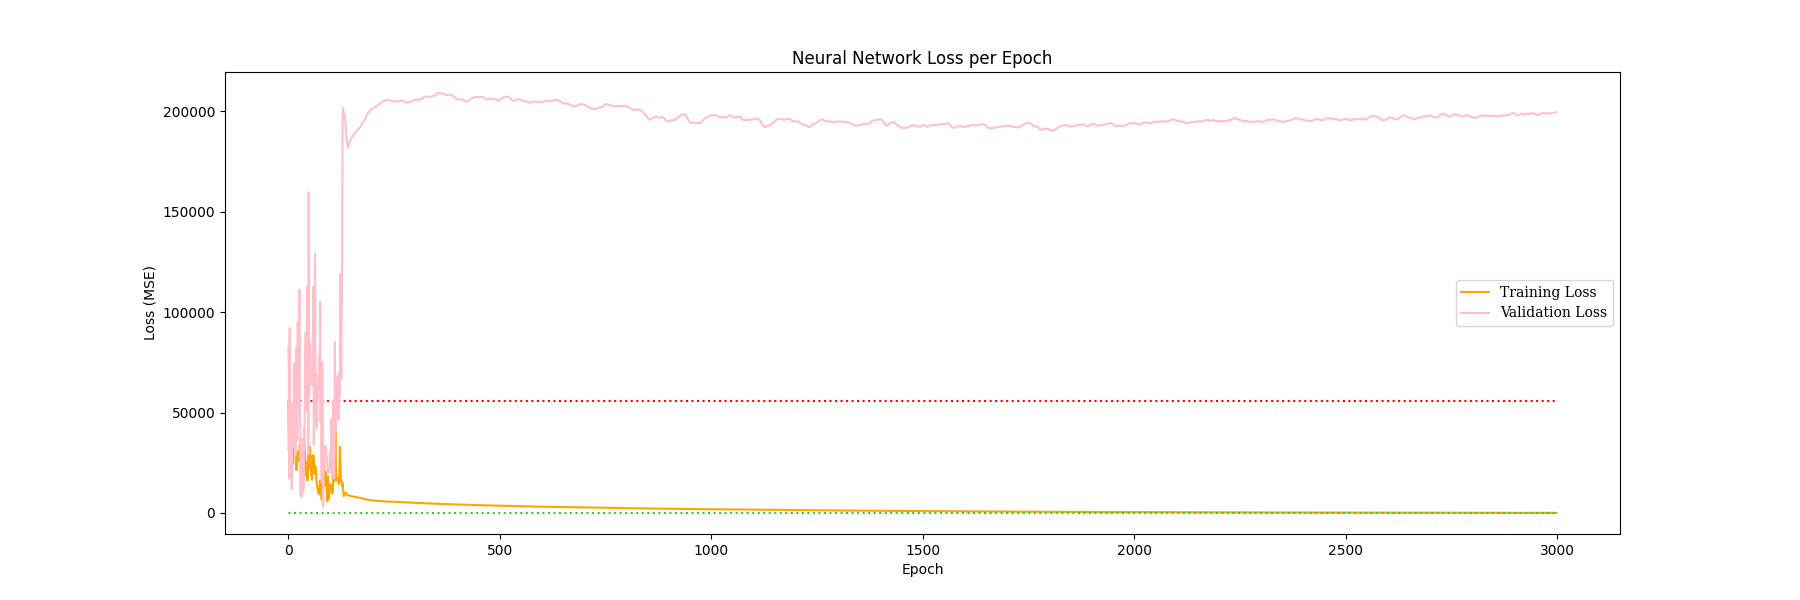 Neural Network Loss per Epoch
200000
150000
100000
50000
0
Loss (MSE)
Training Loss
Validation Loss
0
500
1000
1500
2000
2500
3000
Epoch